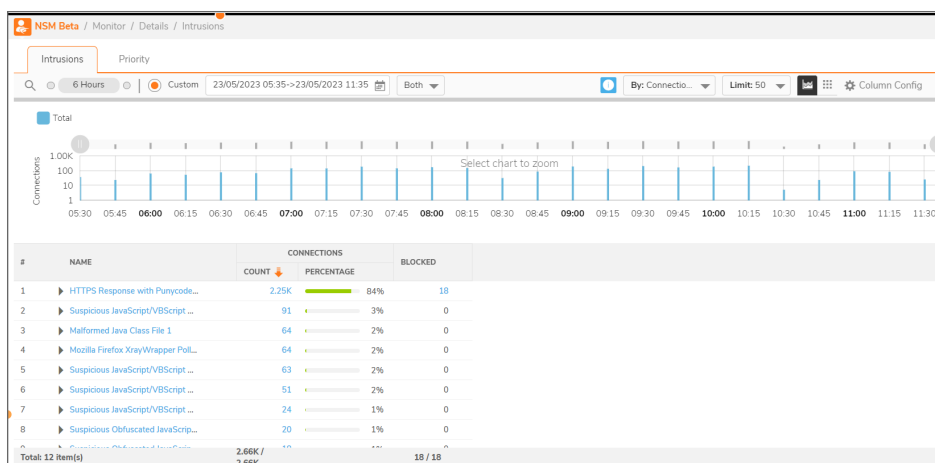 NSM Beta / Monitor / Details / Intrusions
Intrusions Priority
6 Hours Custom 23/05/2023 05:35->23/05/2023 11:35 Both By: Connectio... Limit: 50 Column Config
Total
Select chart to zoom
Connections
1.00K
100
10
1
05:30 05:45 06:00 06:15 06:30 06:45 07:00 07:15 07:30 07:45 08:00 08:15 08:30 08:45 09:00 09:15 09:30 09:45 10:00 10:15 10:30 10:45 11:00 11:15 11:30
# NAME CONNECTIONS BLOCKED
COUNT PERCENTAGE
1 HTTPS Response with Punycode... 2.25K 84% 18
2 Suspicious JavaScript/VBScript ... 91 3% 0
3 Malformed Java Class File 1 64 2% 0
4 Mozilla Firefox XrayWrapper Poll... 64 2% 0
5 Suspicious JavaScript/VBScript ... 63 2% 0
6 Suspicious JavaScript/VBScript ... 51 2% 0
7 Suspicious JavaScript/VBScript ... 24 1% 0
8 Suspicious Obfuscated JavaScrip... 20 1% 0
Total: 12 item(s) 2.66K / 18 / 18
2.66K